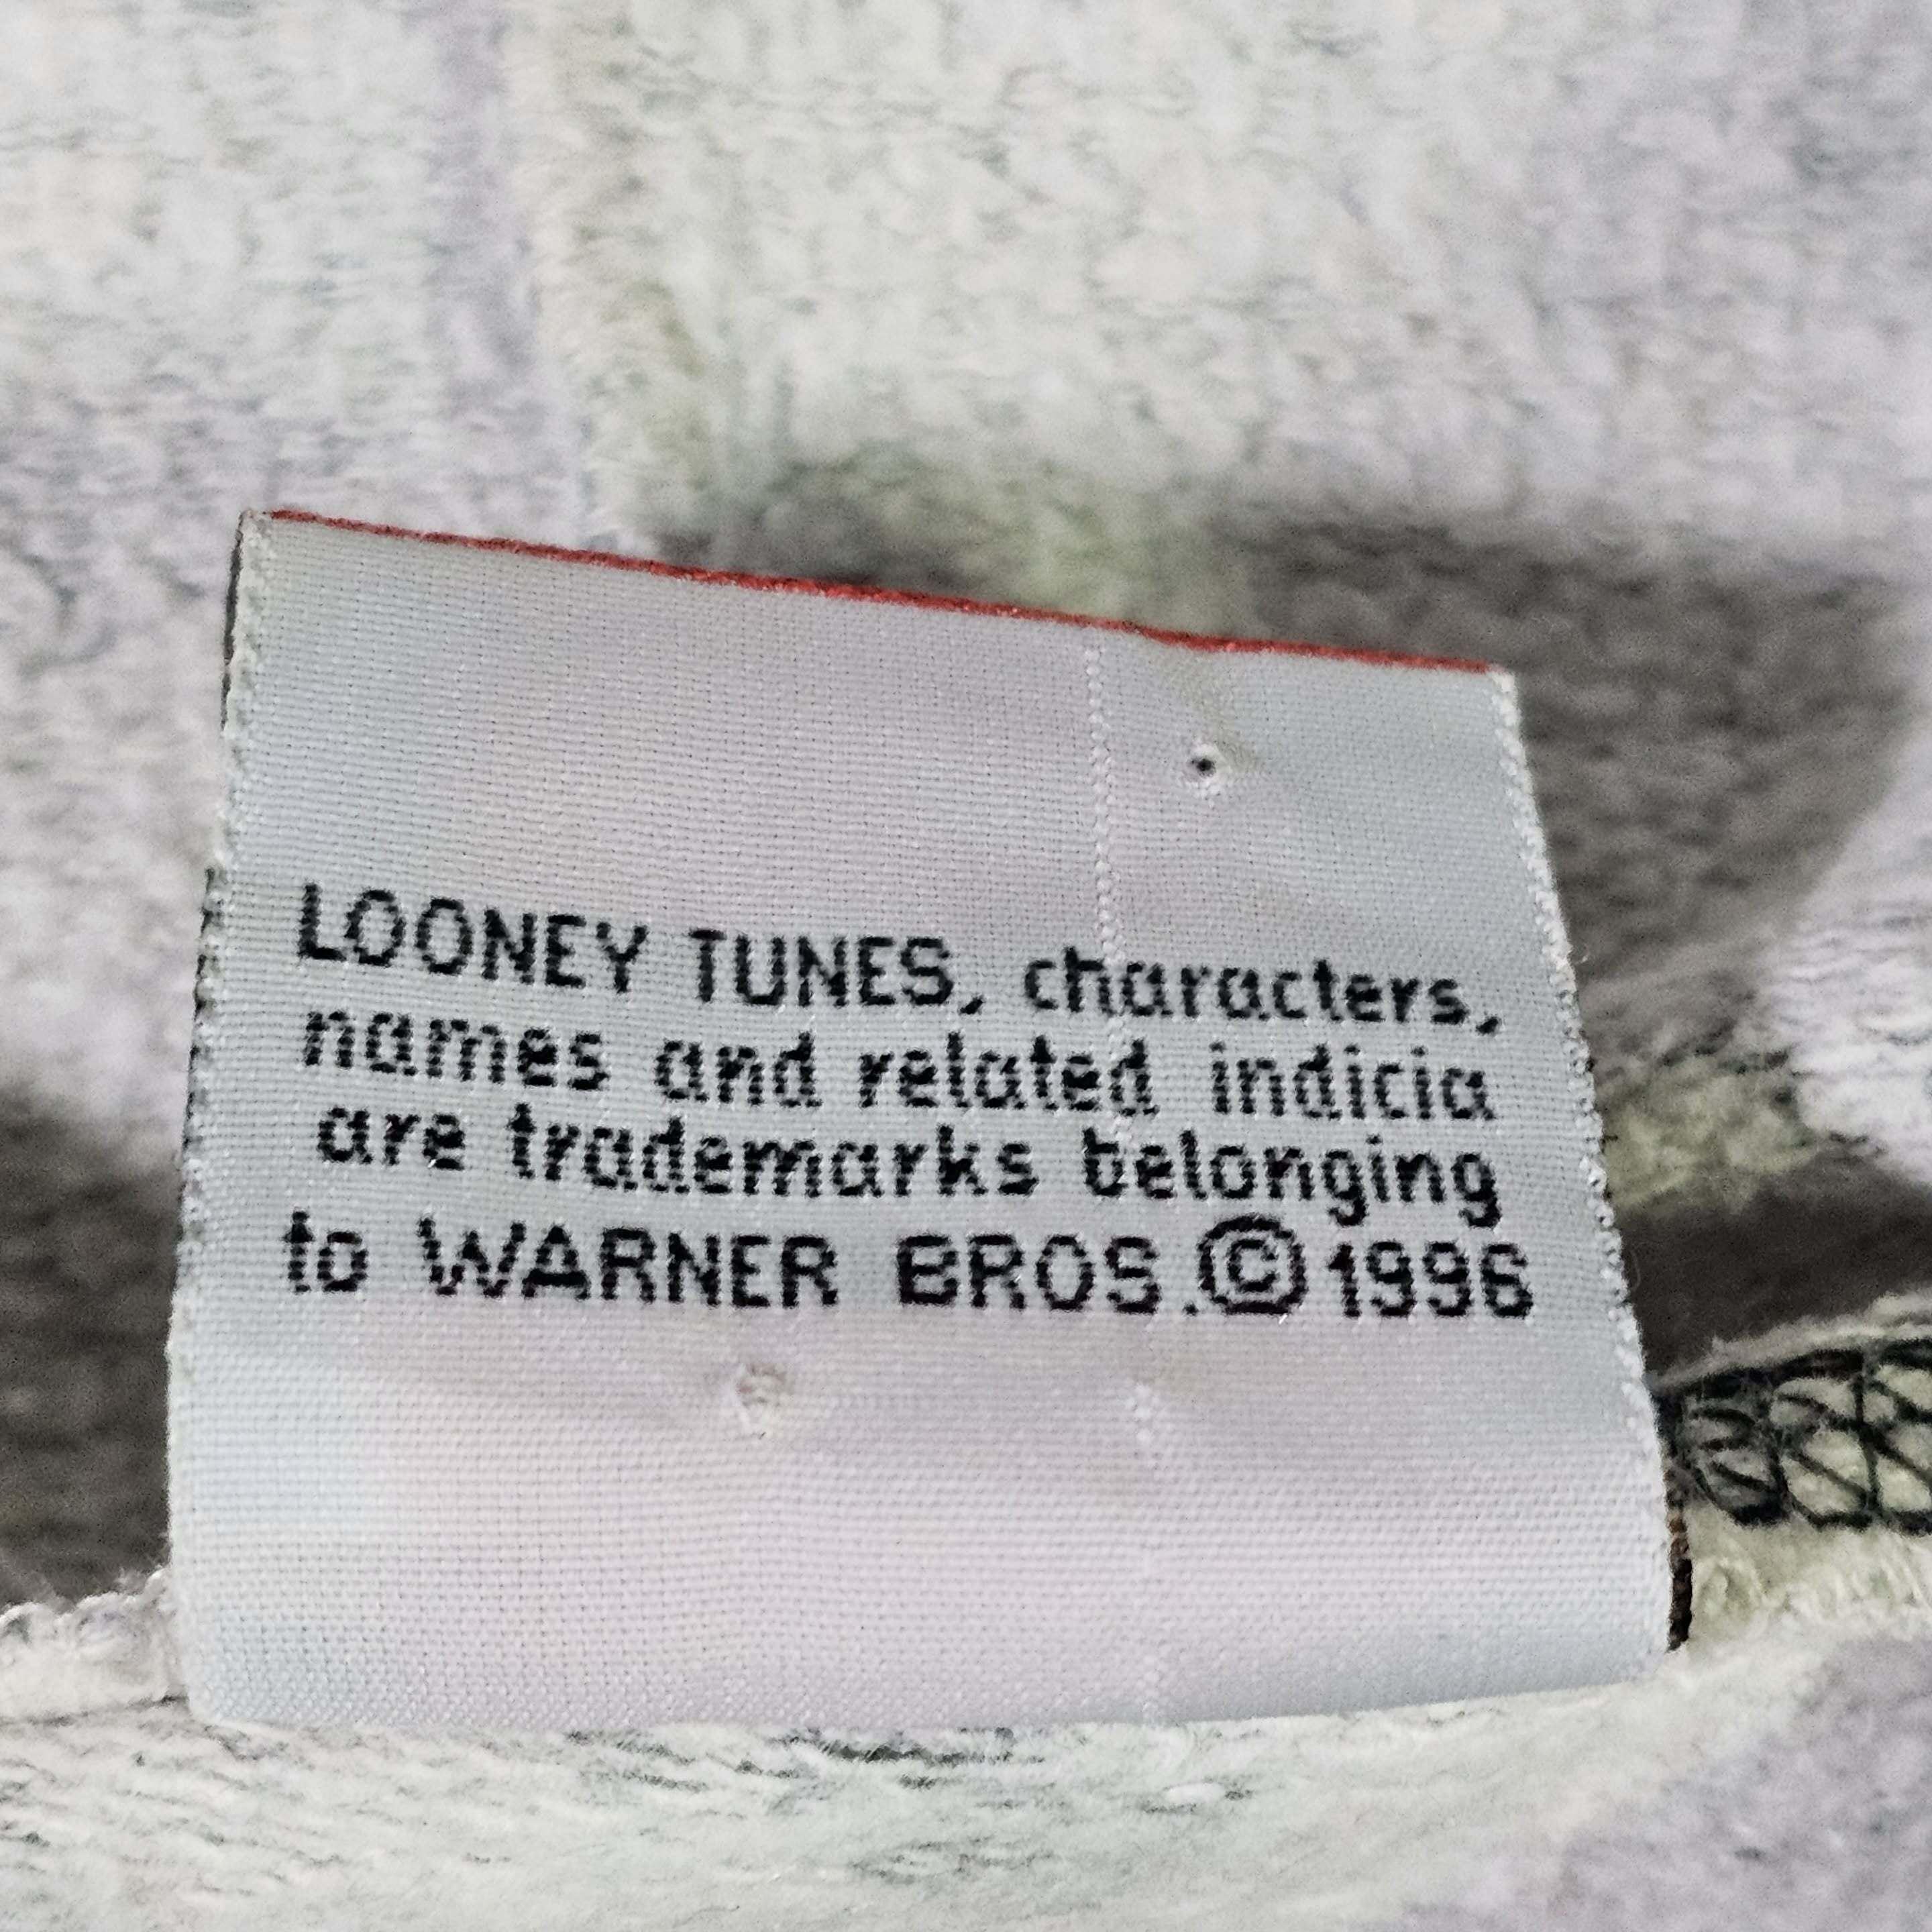 LOONEY TUNES, characters,
names and related indicia
are trademarks belonging
to WARNER BROS.©1996